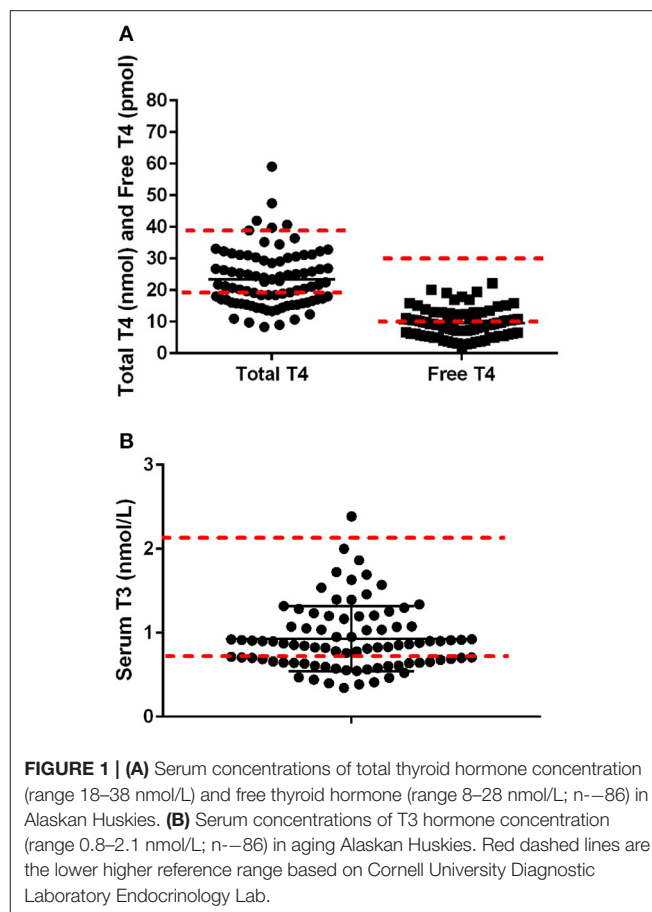 A
Total T4 (nmol) and Free T4 (pmol)
80
70
60
50
40
30
20
10
0
Total T4
Free T4
B
Serum T3 (nmol/L)
3
2
1
0
FIGURE 1 | (A) Serum concentrations of total thyroid hormone concentration
(range 18–38 nmol/L) and free thyroid hormone (range 8–28 nmol/L; n-–86) in
Alaskan Huskies. (B) Serum concentrations of T3 hormone concentration
(range 0.8–2.1 nmol/L; n-–86) in aging Alaskan Huskies. Red dashed lines are
the lower higher reference range based on Cornell University Diagnostic
Laboratory Endocrinology Lab.